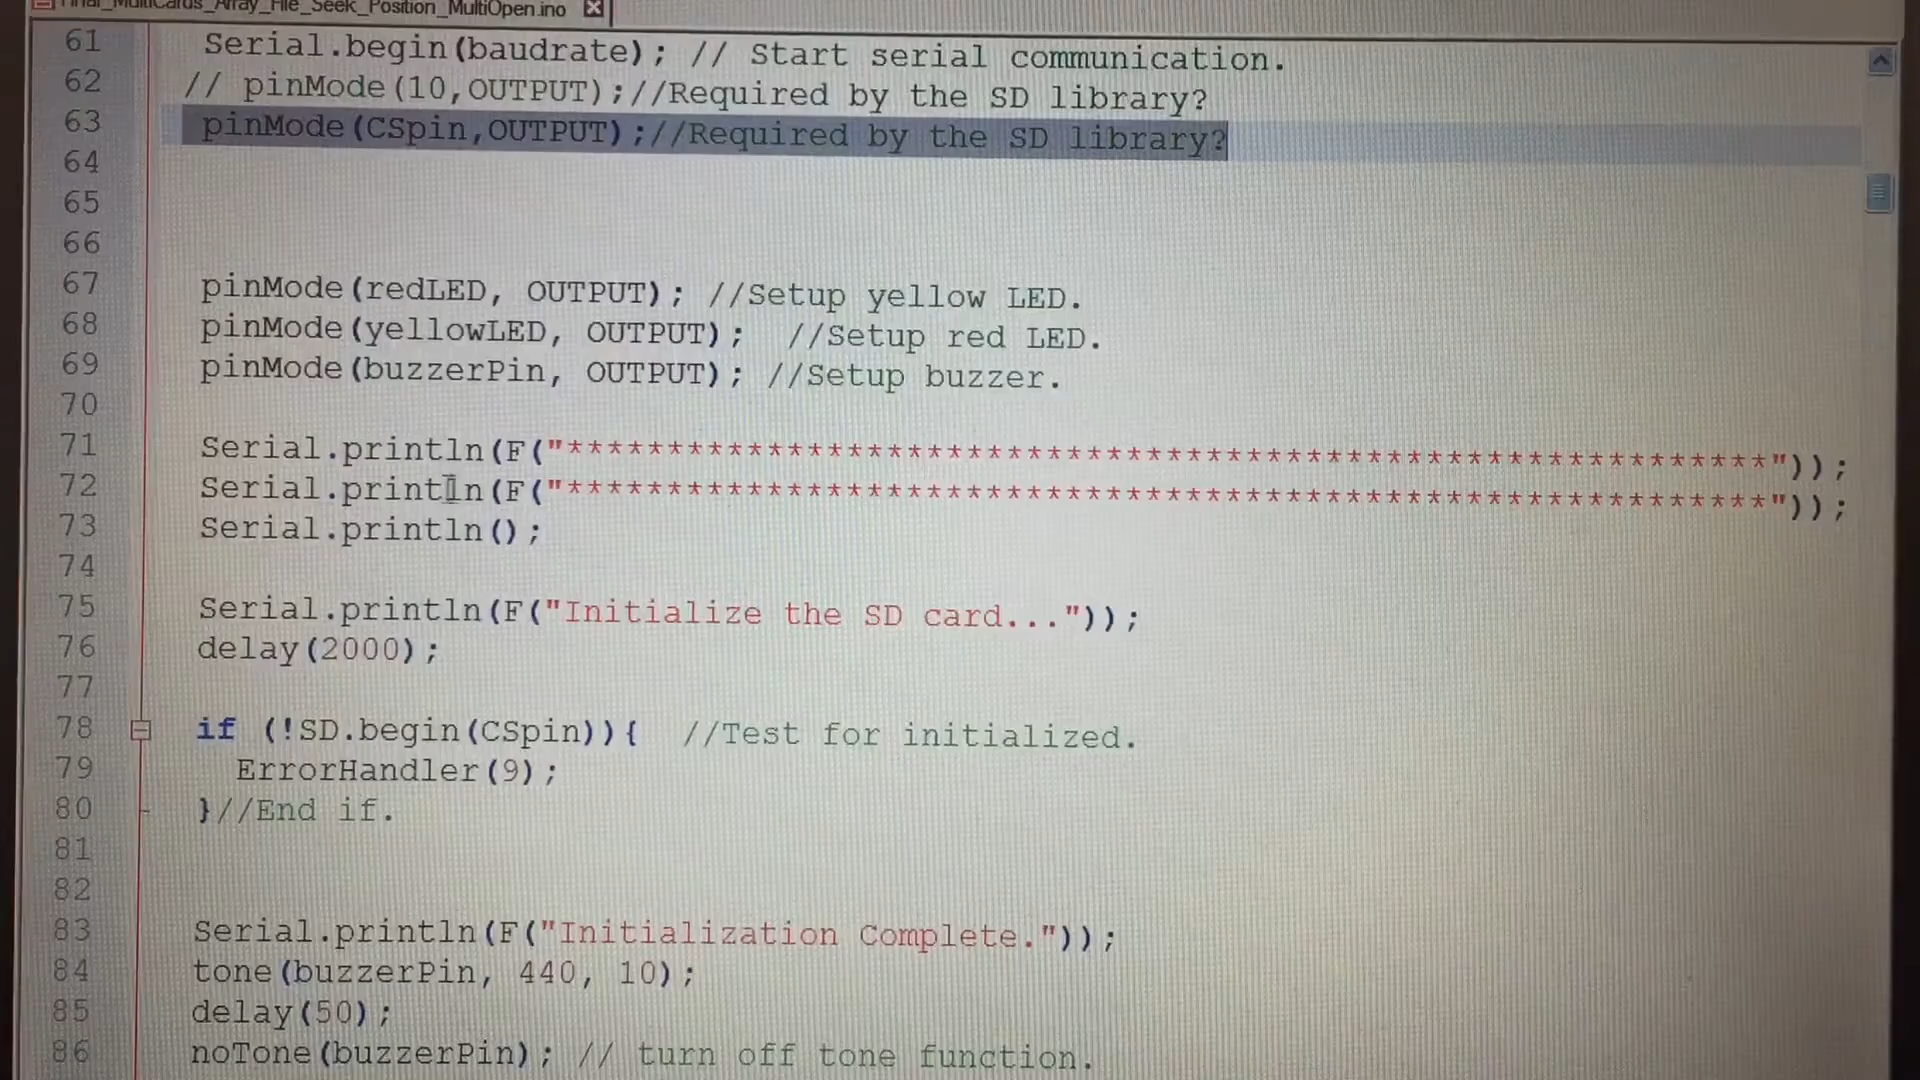 Final_MultiCards_Array_File_Seek_Position_MultiOpen.ino
61 Serial.begin(baudrate); // Start serial communication.
62 // pinMode(10,OUTPUT);//Required by the SD library?
63 pinMode(CSpin,OUTPUT);//Required by the SD library?
64
65
66
67 pinMode(redLED, OUTPUT); //Setup yellow LED.
68 pinMode(yellowLED, OUTPUT); //Setup red LED.
69 pinMode(buzzerPin, OUTPUT); //Setup buzzer.
70
71 Serial.println(F("************************************************************"));
72 Serial.println(F("************************************************************"));
73 Serial.println();
74
75 Serial.println(F("Initialize the SD card..."));
76 delay(2000);
77
78 if (!SD.begin(CSpin)){ //Test for initialized.
79 ErrorHandler(9);
80 }//End if.
81
82
83 Serial.println(F("Initialization Complete."));
84 tone(buzzerPin, 440, 10);
85 delay(50);
86 noTone(buzzerPin); // turn off tone function.